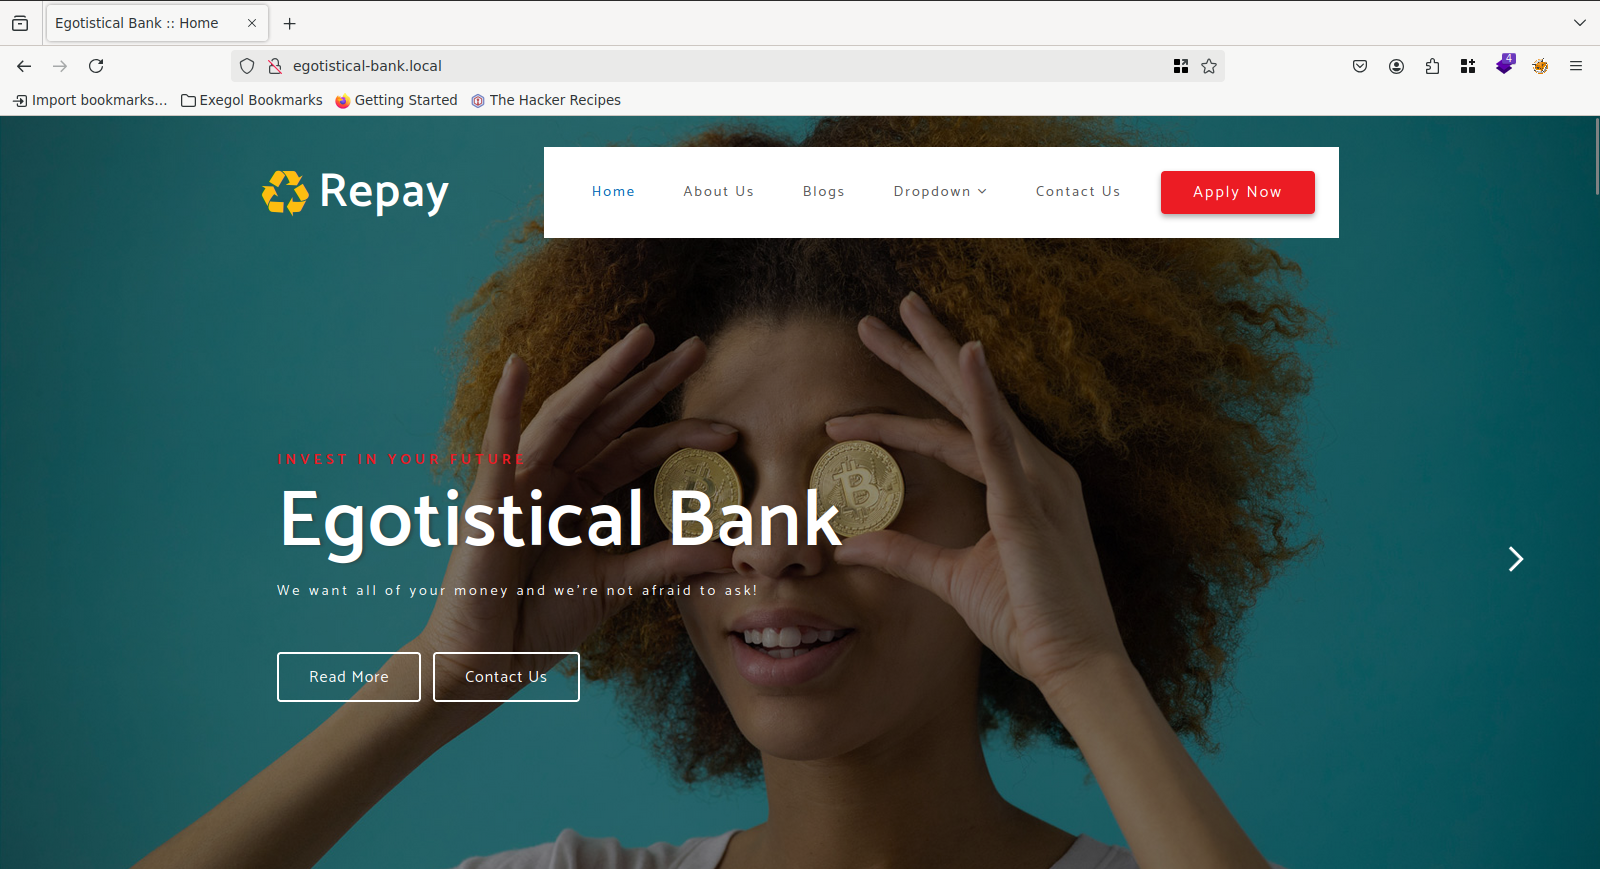 Egotistical Bank :: Home
egotistical-bank.local
4
Import bookmarks... Exegol Bookmarks Getting Started The Hacker Recipes
Repay
Home About Us Blogs Dropdown Contact Us Apply Now
INVEST IN YOUR FUTURE
Egotistical Bank
We want all of your money and we're not afraid to ask!
Read More Contact Us